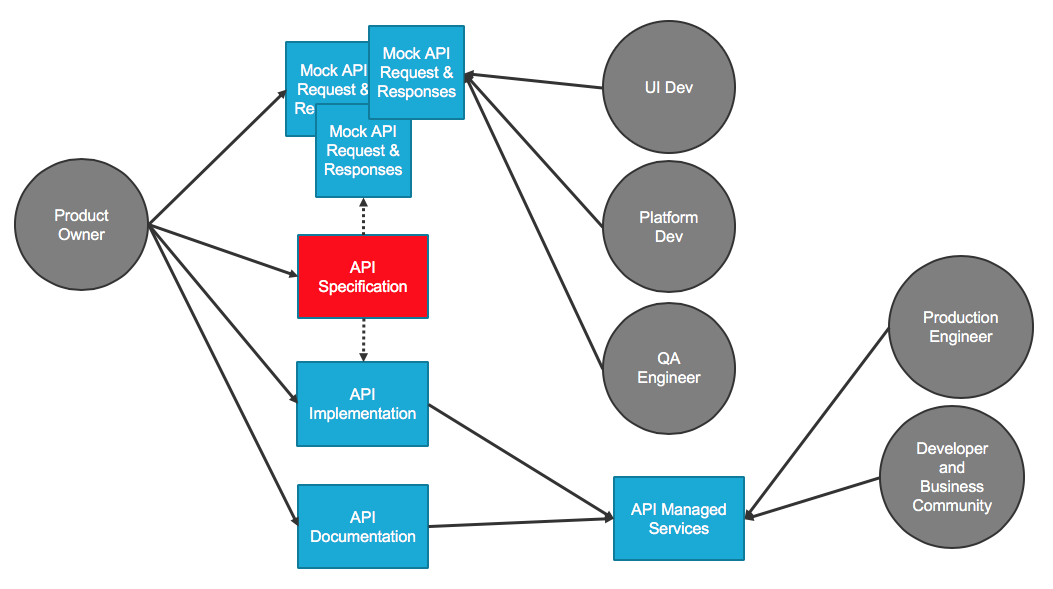 Mock API
Request &
Responses
Mock API
Request &
Re
Mock API
Request &
Responses
UI Dev
Platform
Dev
Product
Owner
API
Specification
QA
Engineer
Production
Engineer
API
Implementation
Developer
and
Business
Community
API
Documentation
API Managed
Services